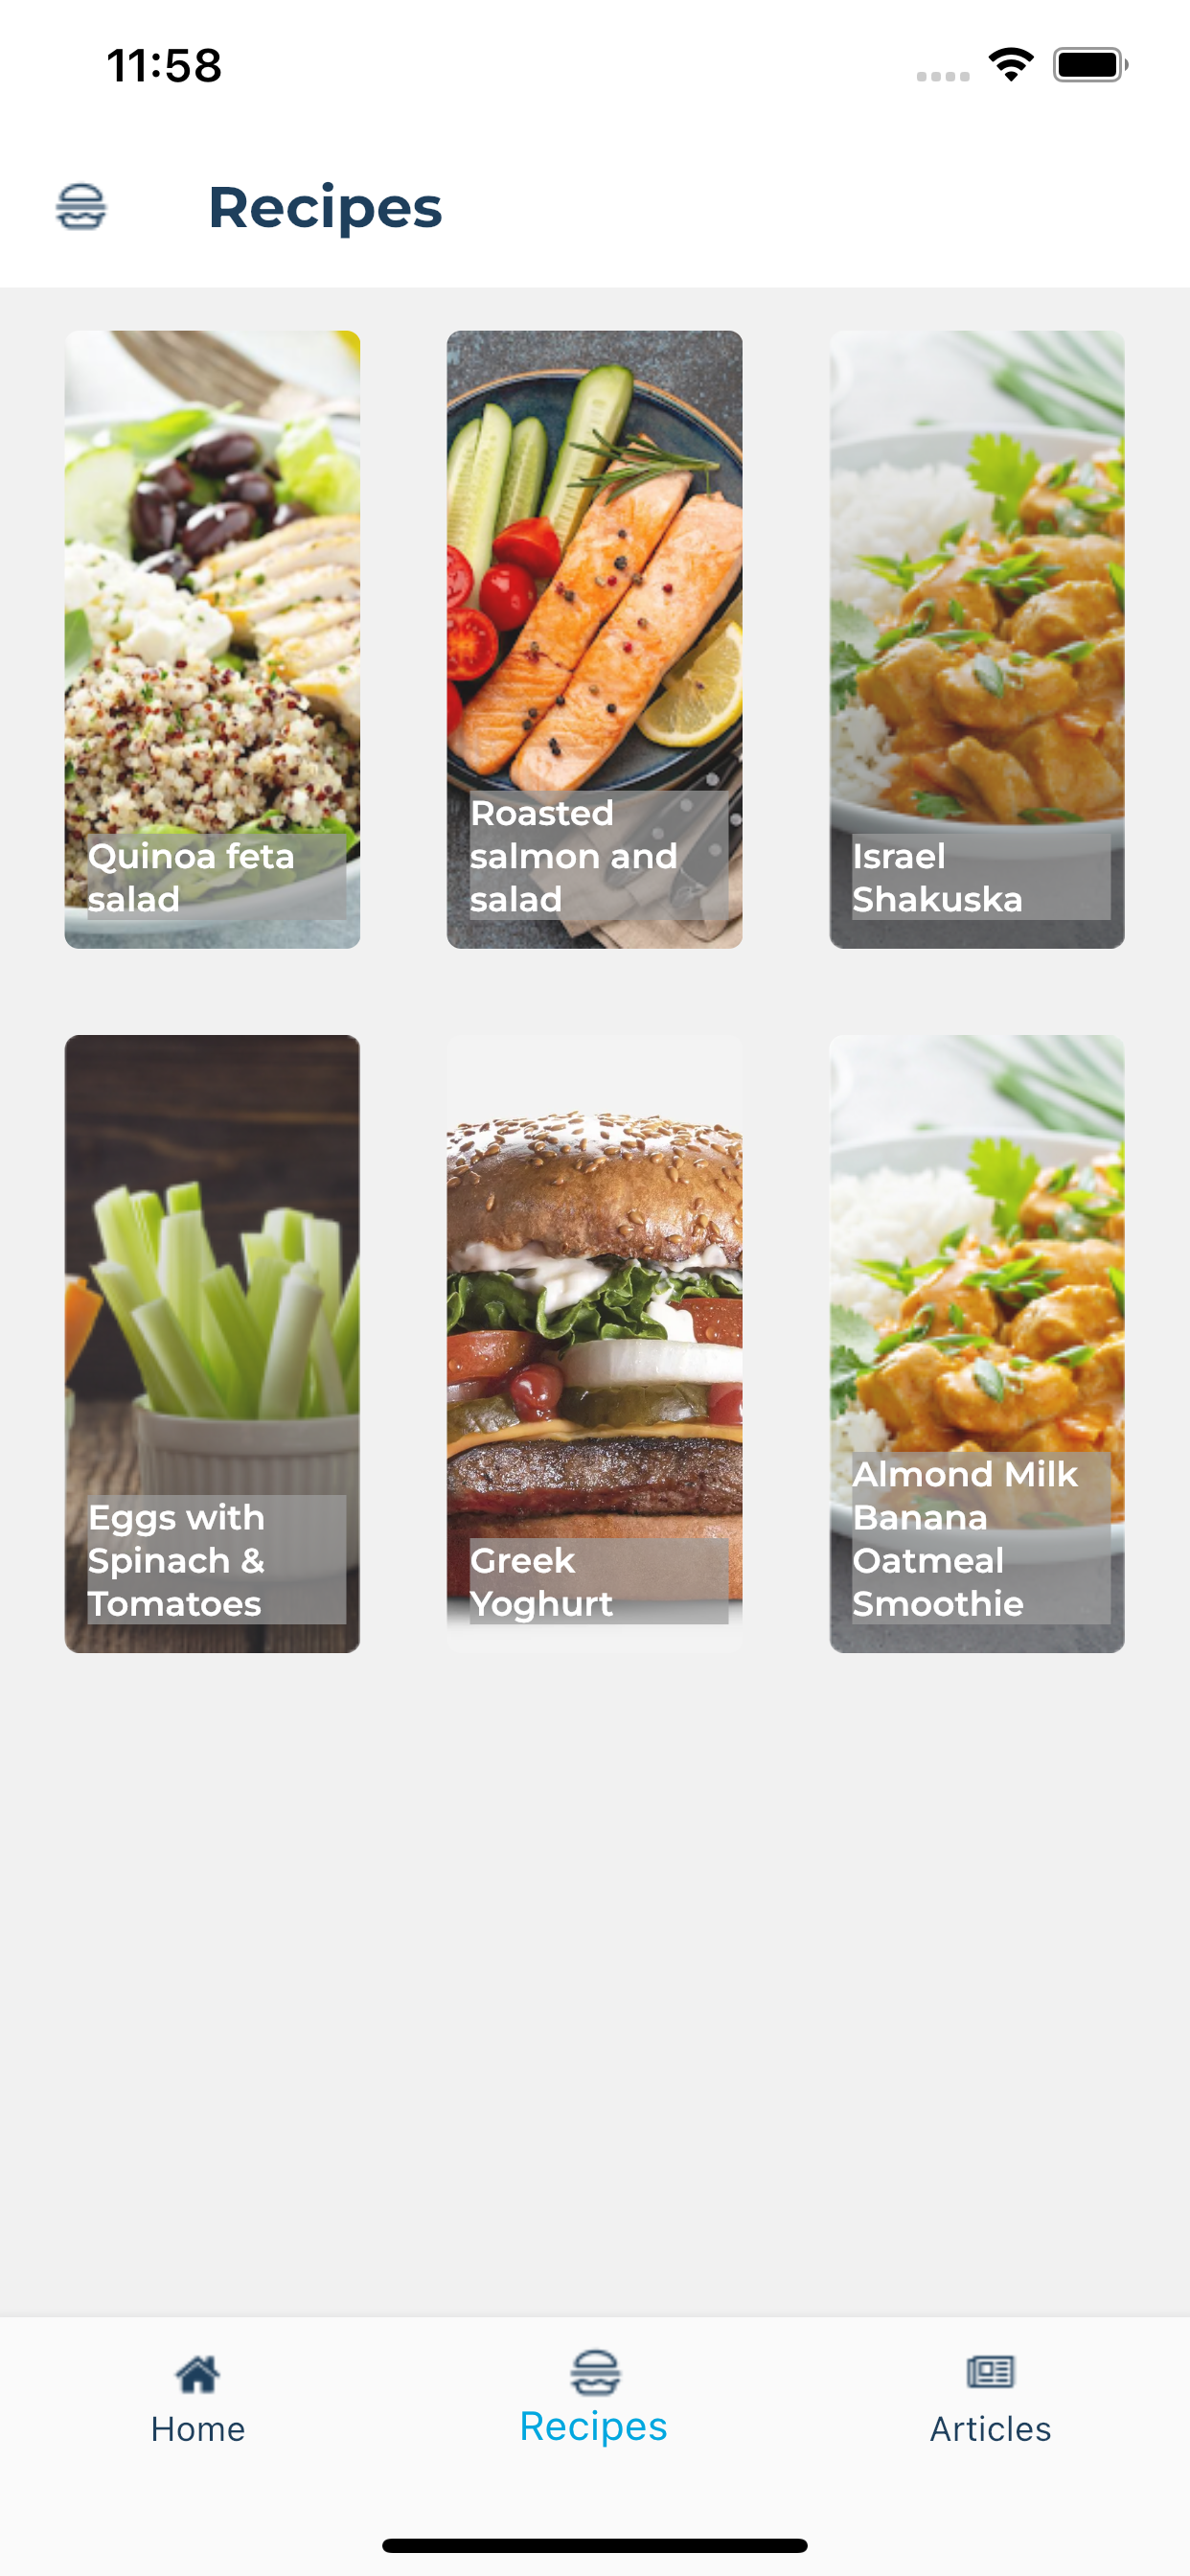 11:58
Recipes
Quinoa feta
salad
Roasted
salmon and
salad
Israel
Shakuska
Eggs with
Spinach &
Tomatoes
Greek
Yoghurt
Almond Milk
Banana
Oatmeal
Smoothie
Home
Recipes
Articles